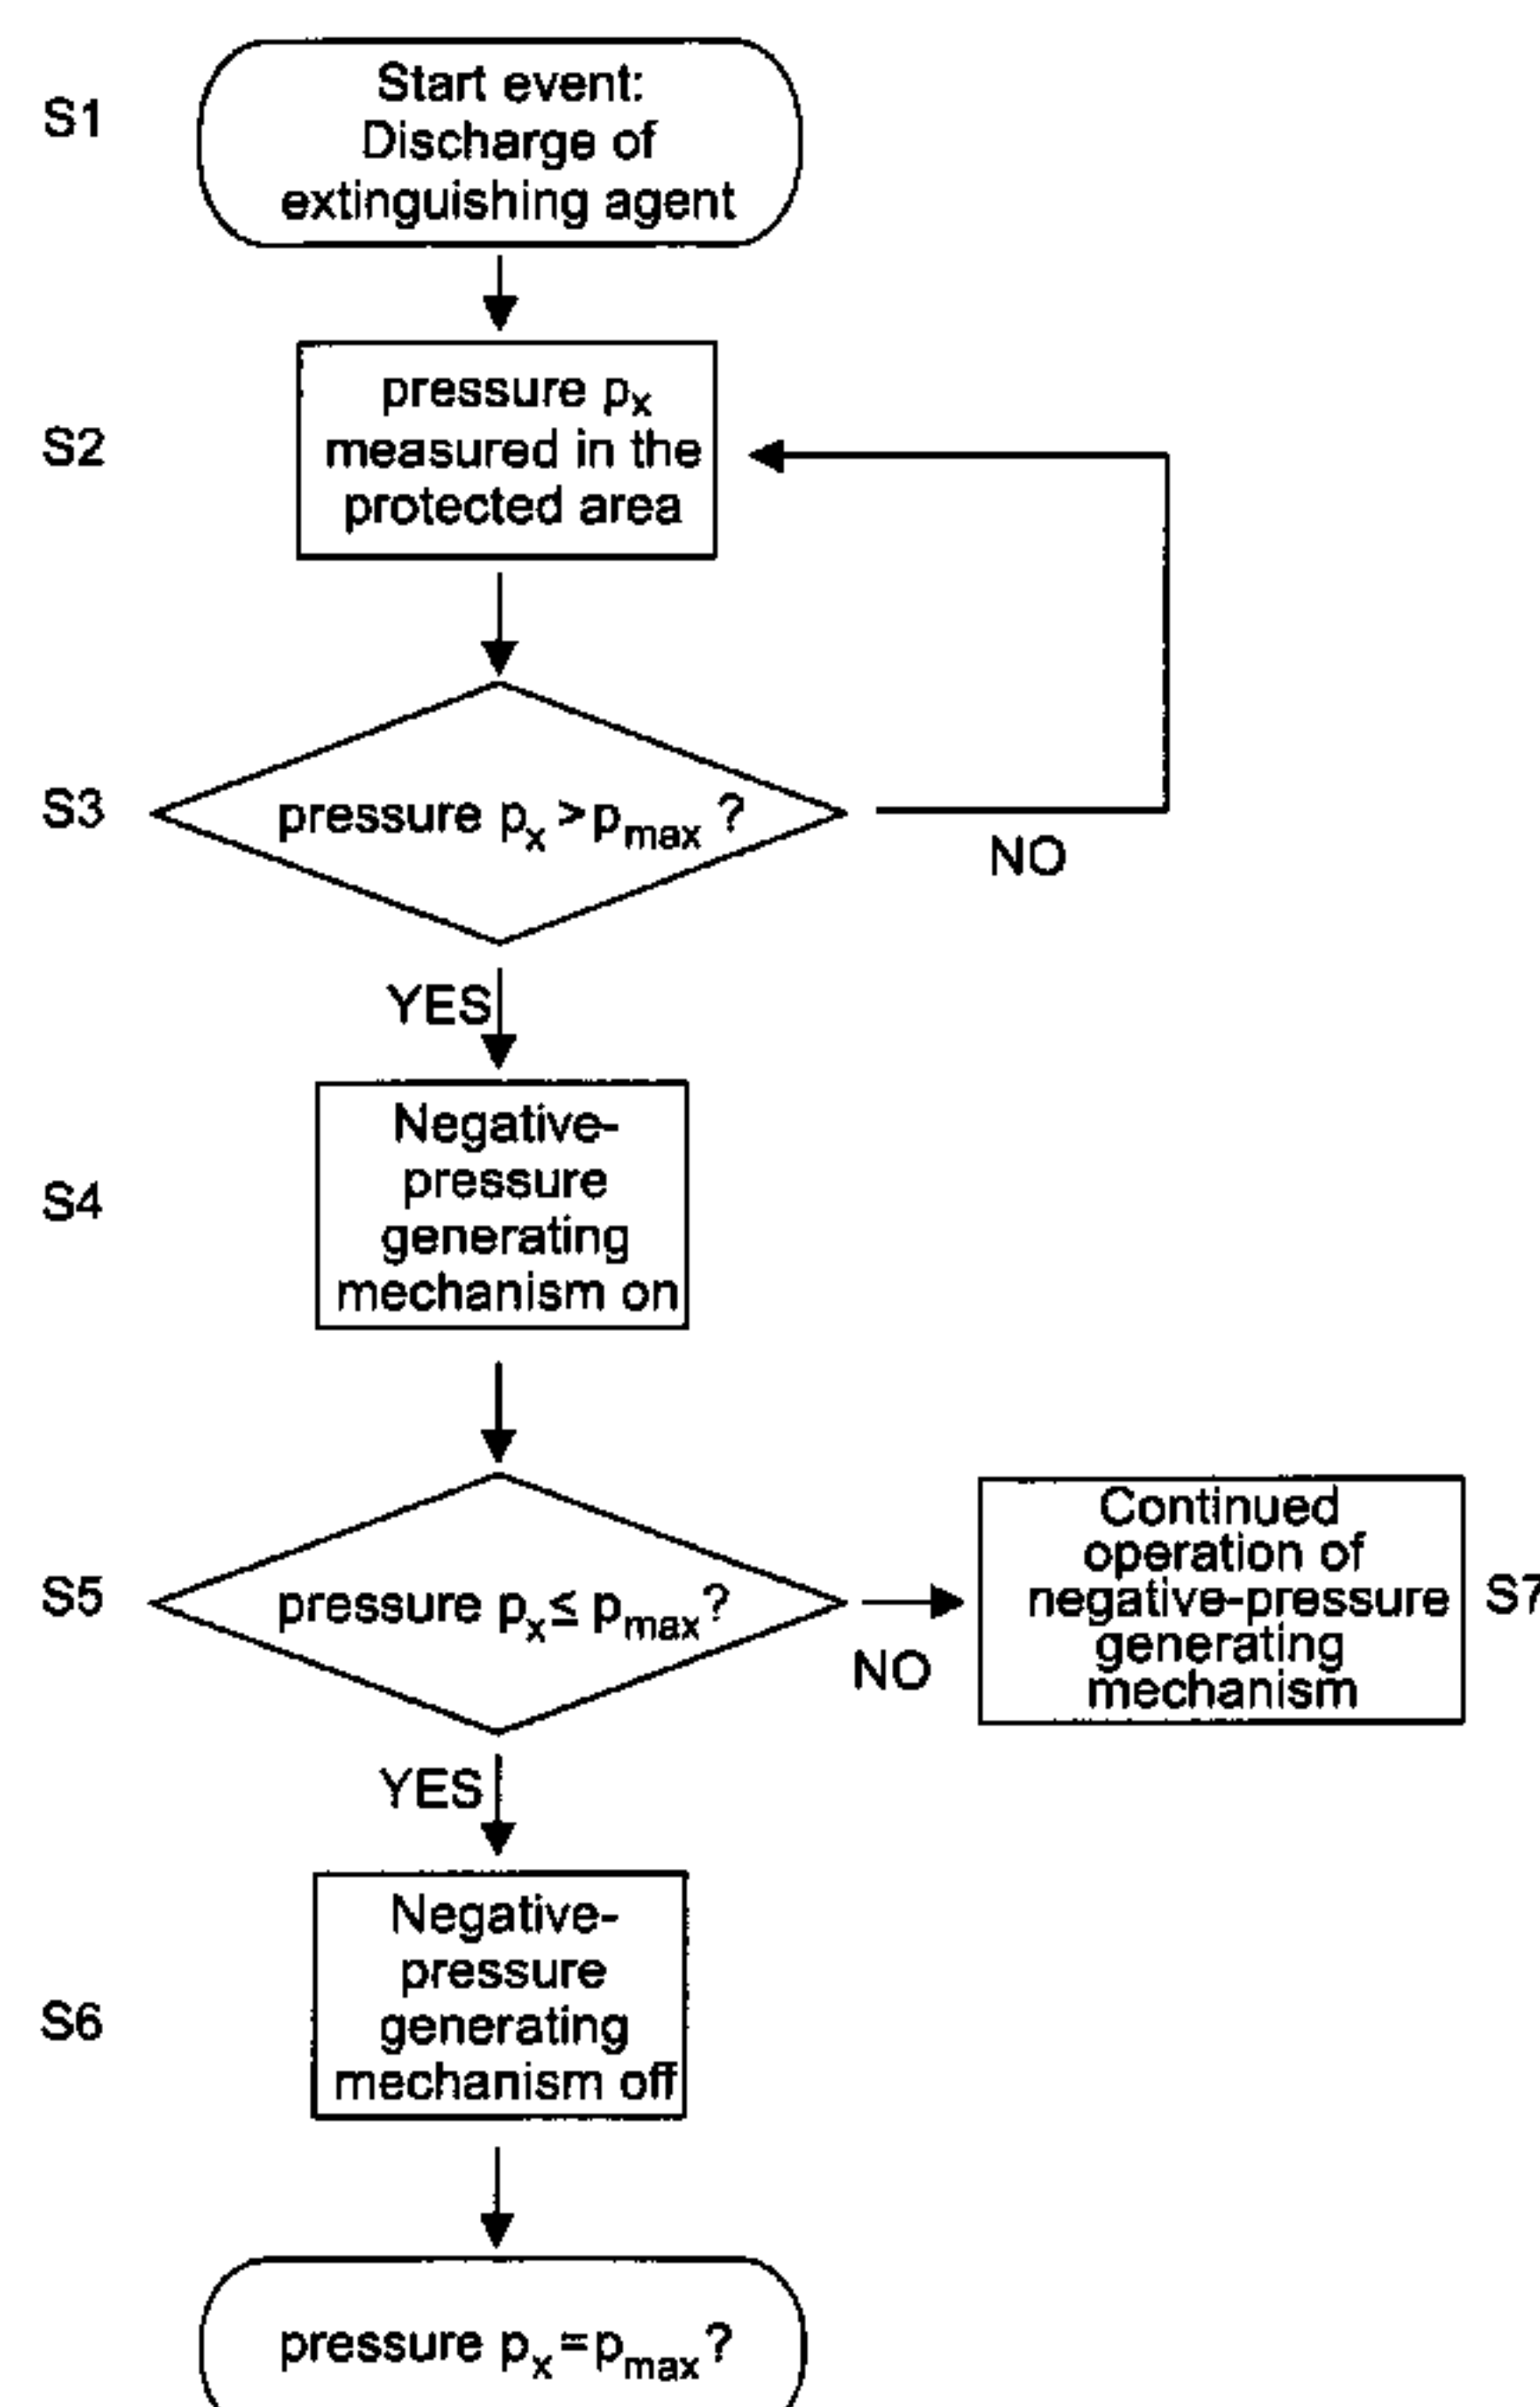 S1
Start event:
Discharge of
extinguishing agent
S2
pressure px
measured in the
protected area
S3
pressure px > pmax ?
NO
YES
S4
Negative-
pressure
generating
mechanism on
S5
pressure px ≤ pmax?
NO
Continued
operation of
negative-pressure
generating
mechanism
S7
YES
S6
Negative-
pressure
generating
mechanism off
pressure px = pmax ?